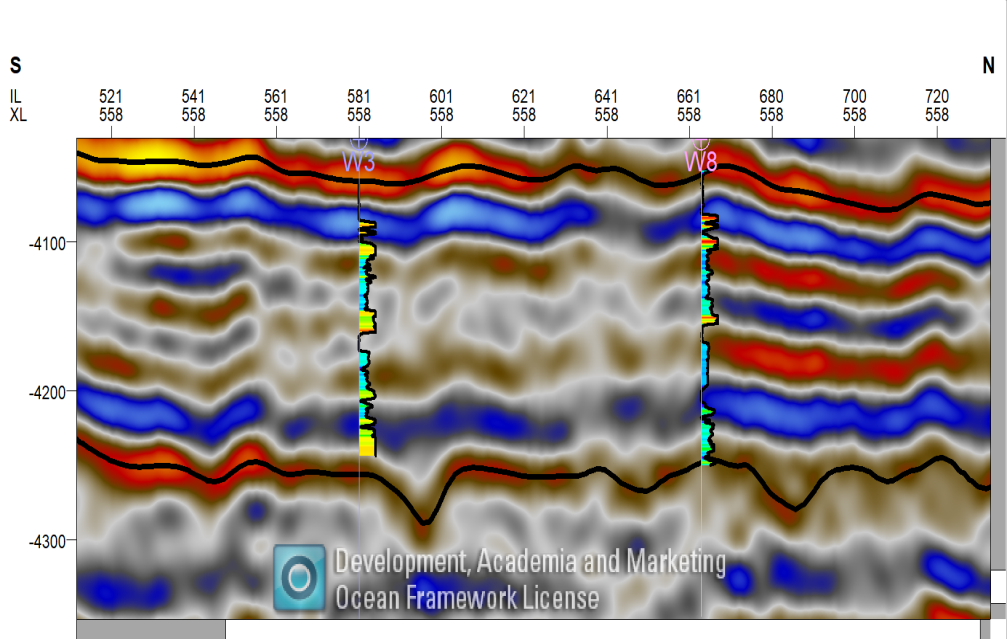 S N
IL 521 541 561 581 601 621 641 661 680 700 720
XL 558 558 558 558 558 558 558 558 558 558 558
W3 W8
-4100
-4200
-4300
Development, Academia and Marketing
Ocean Framework License